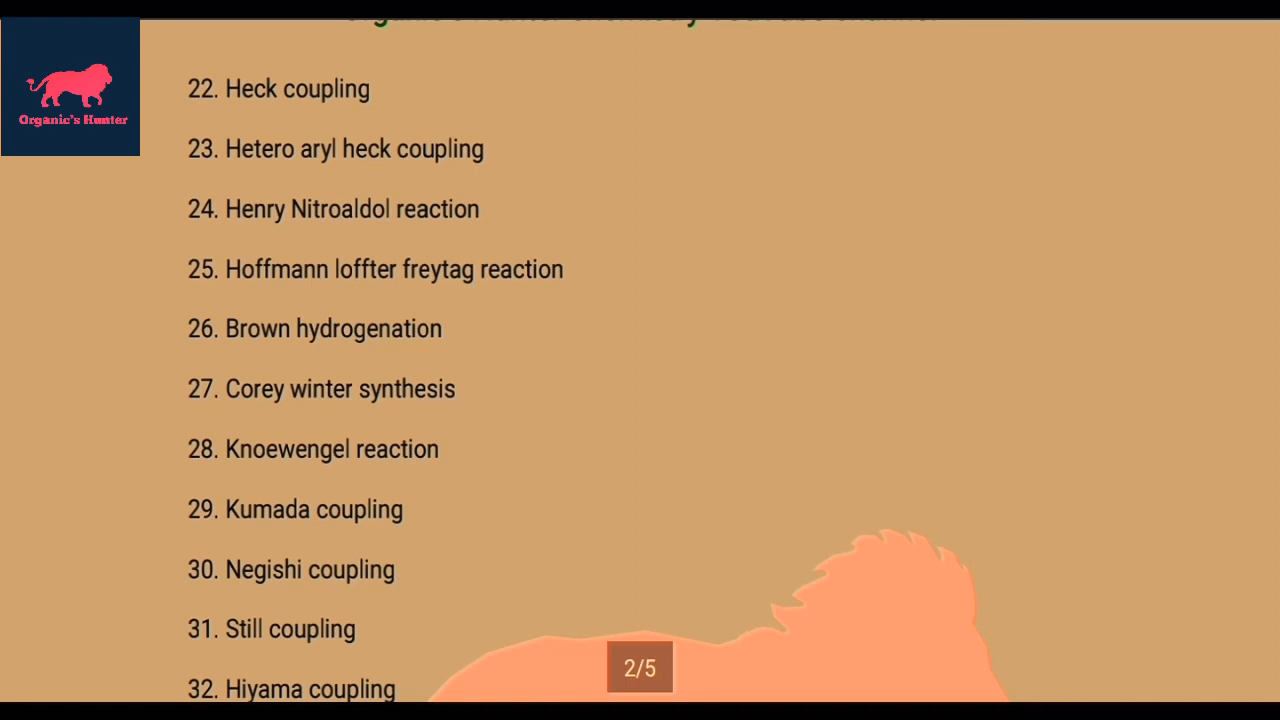 Organic's Hunter
22. Heck coupling
23. Hetero aryl heck coupling
24. Henry Nitroaldol reaction
25. Hoffmann loffter freytag reaction
26. Brown hydrogenation
27. Corey winter synthesis
28. Knoewengel reaction
29. Kumada coupling
30. Negishi coupling
31. Still coupling
32. Hiyama coupling
2/5